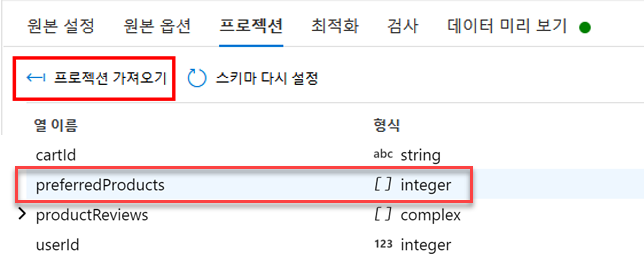 원본 설정 원본 옵션 프로젝션 최적화 검사 데이터 미리 보기
프로젝션 가져오기 스키마 다시 설정
열 이름 형식
cartId abc string
preferredProducts [ ] integer
productReviews [ ] complex
userId 123 integer